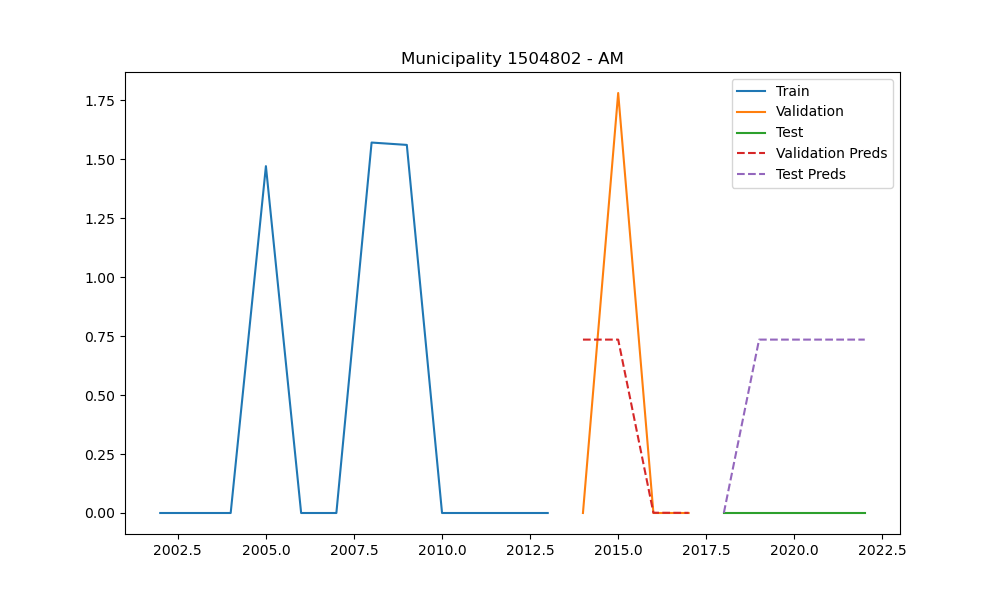 Municipality 1504802 - AM
Train
Validation
Test
Validation Preds
Test Preds
1.75
1.50
1.25
1.00
0.75
0.50
0.25
0.00
2002.5 2005.0 2007.5 2010.0 2012.5 2015.0 2017.5 2020.0 2022.5